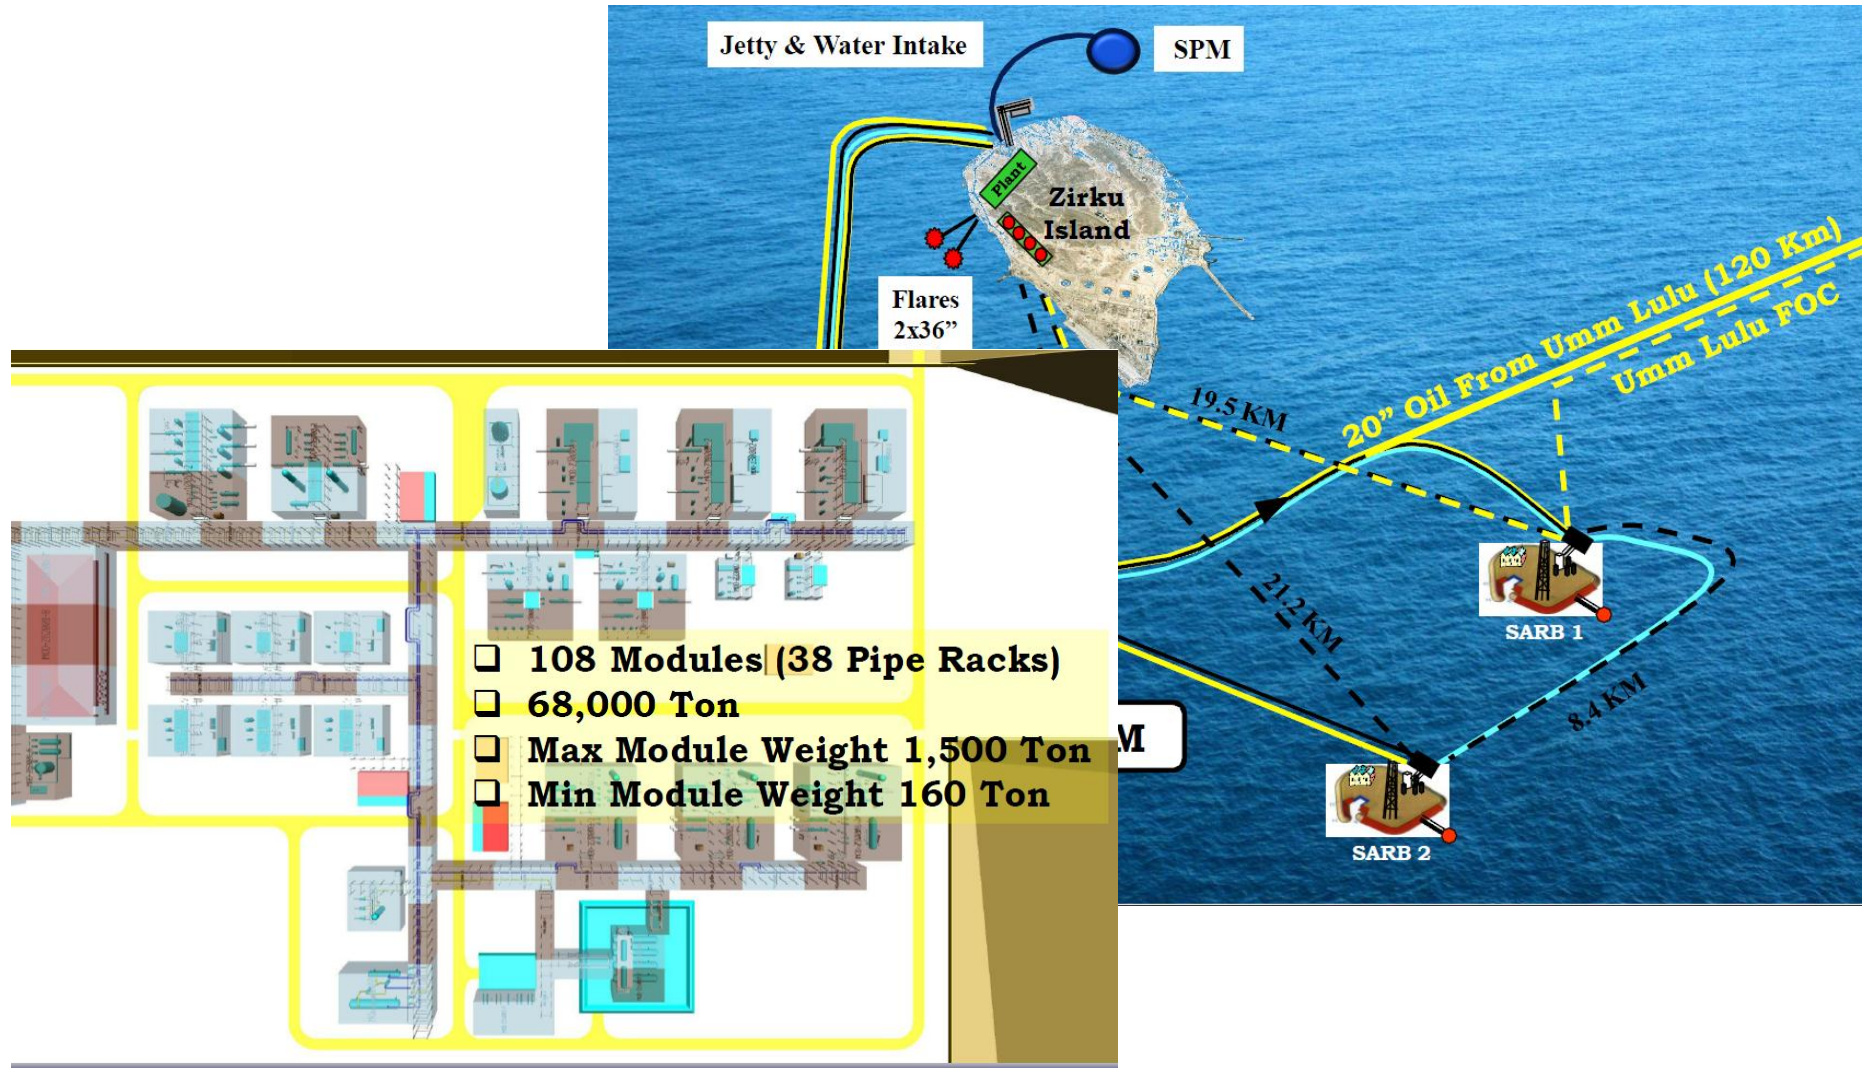 Jetty & Water Intake
SPM
Plant
Zirku
Island
Flares
2x36”
20” Oil From Umm Lulu (120 Km)
Umm Lulu FOC
19.5 KM
21.2 KM
SARB 1
8.4 KM
M
SARB 2
❑ 108 Modules (38 Pipe Racks)
❑ 68,000 Ton
❑ Max Module Weight 1,500 Ton
❑ Min Module Weight 160 Ton